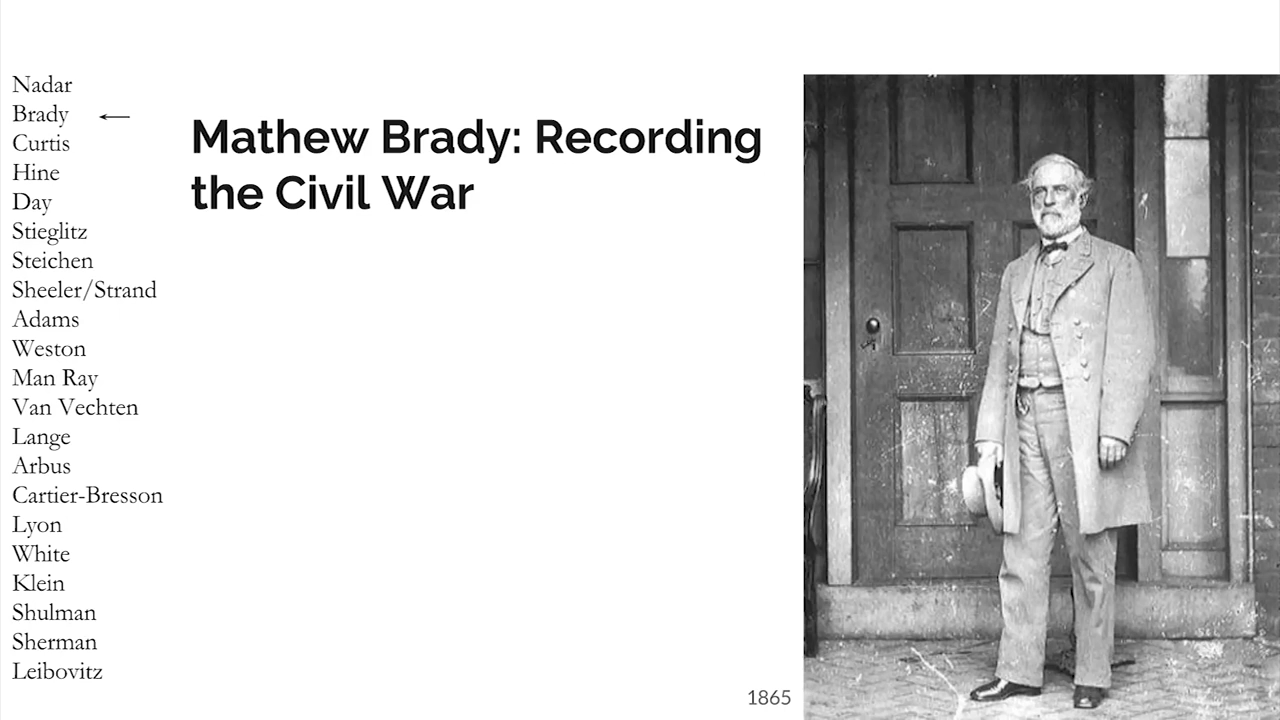 Nadar
Brady ←
Curtis
Hine
Day
Stieglitz
Steichen
Sheeler/Strand
Adams
Weston
Man Ray
Van Vechten
Lange
Arbus
Cartier-Bresson
Lyon
White
Klein
Shulman
Sherman
Leibovitz
Mathew Brady: Recording
the Civil War
1865